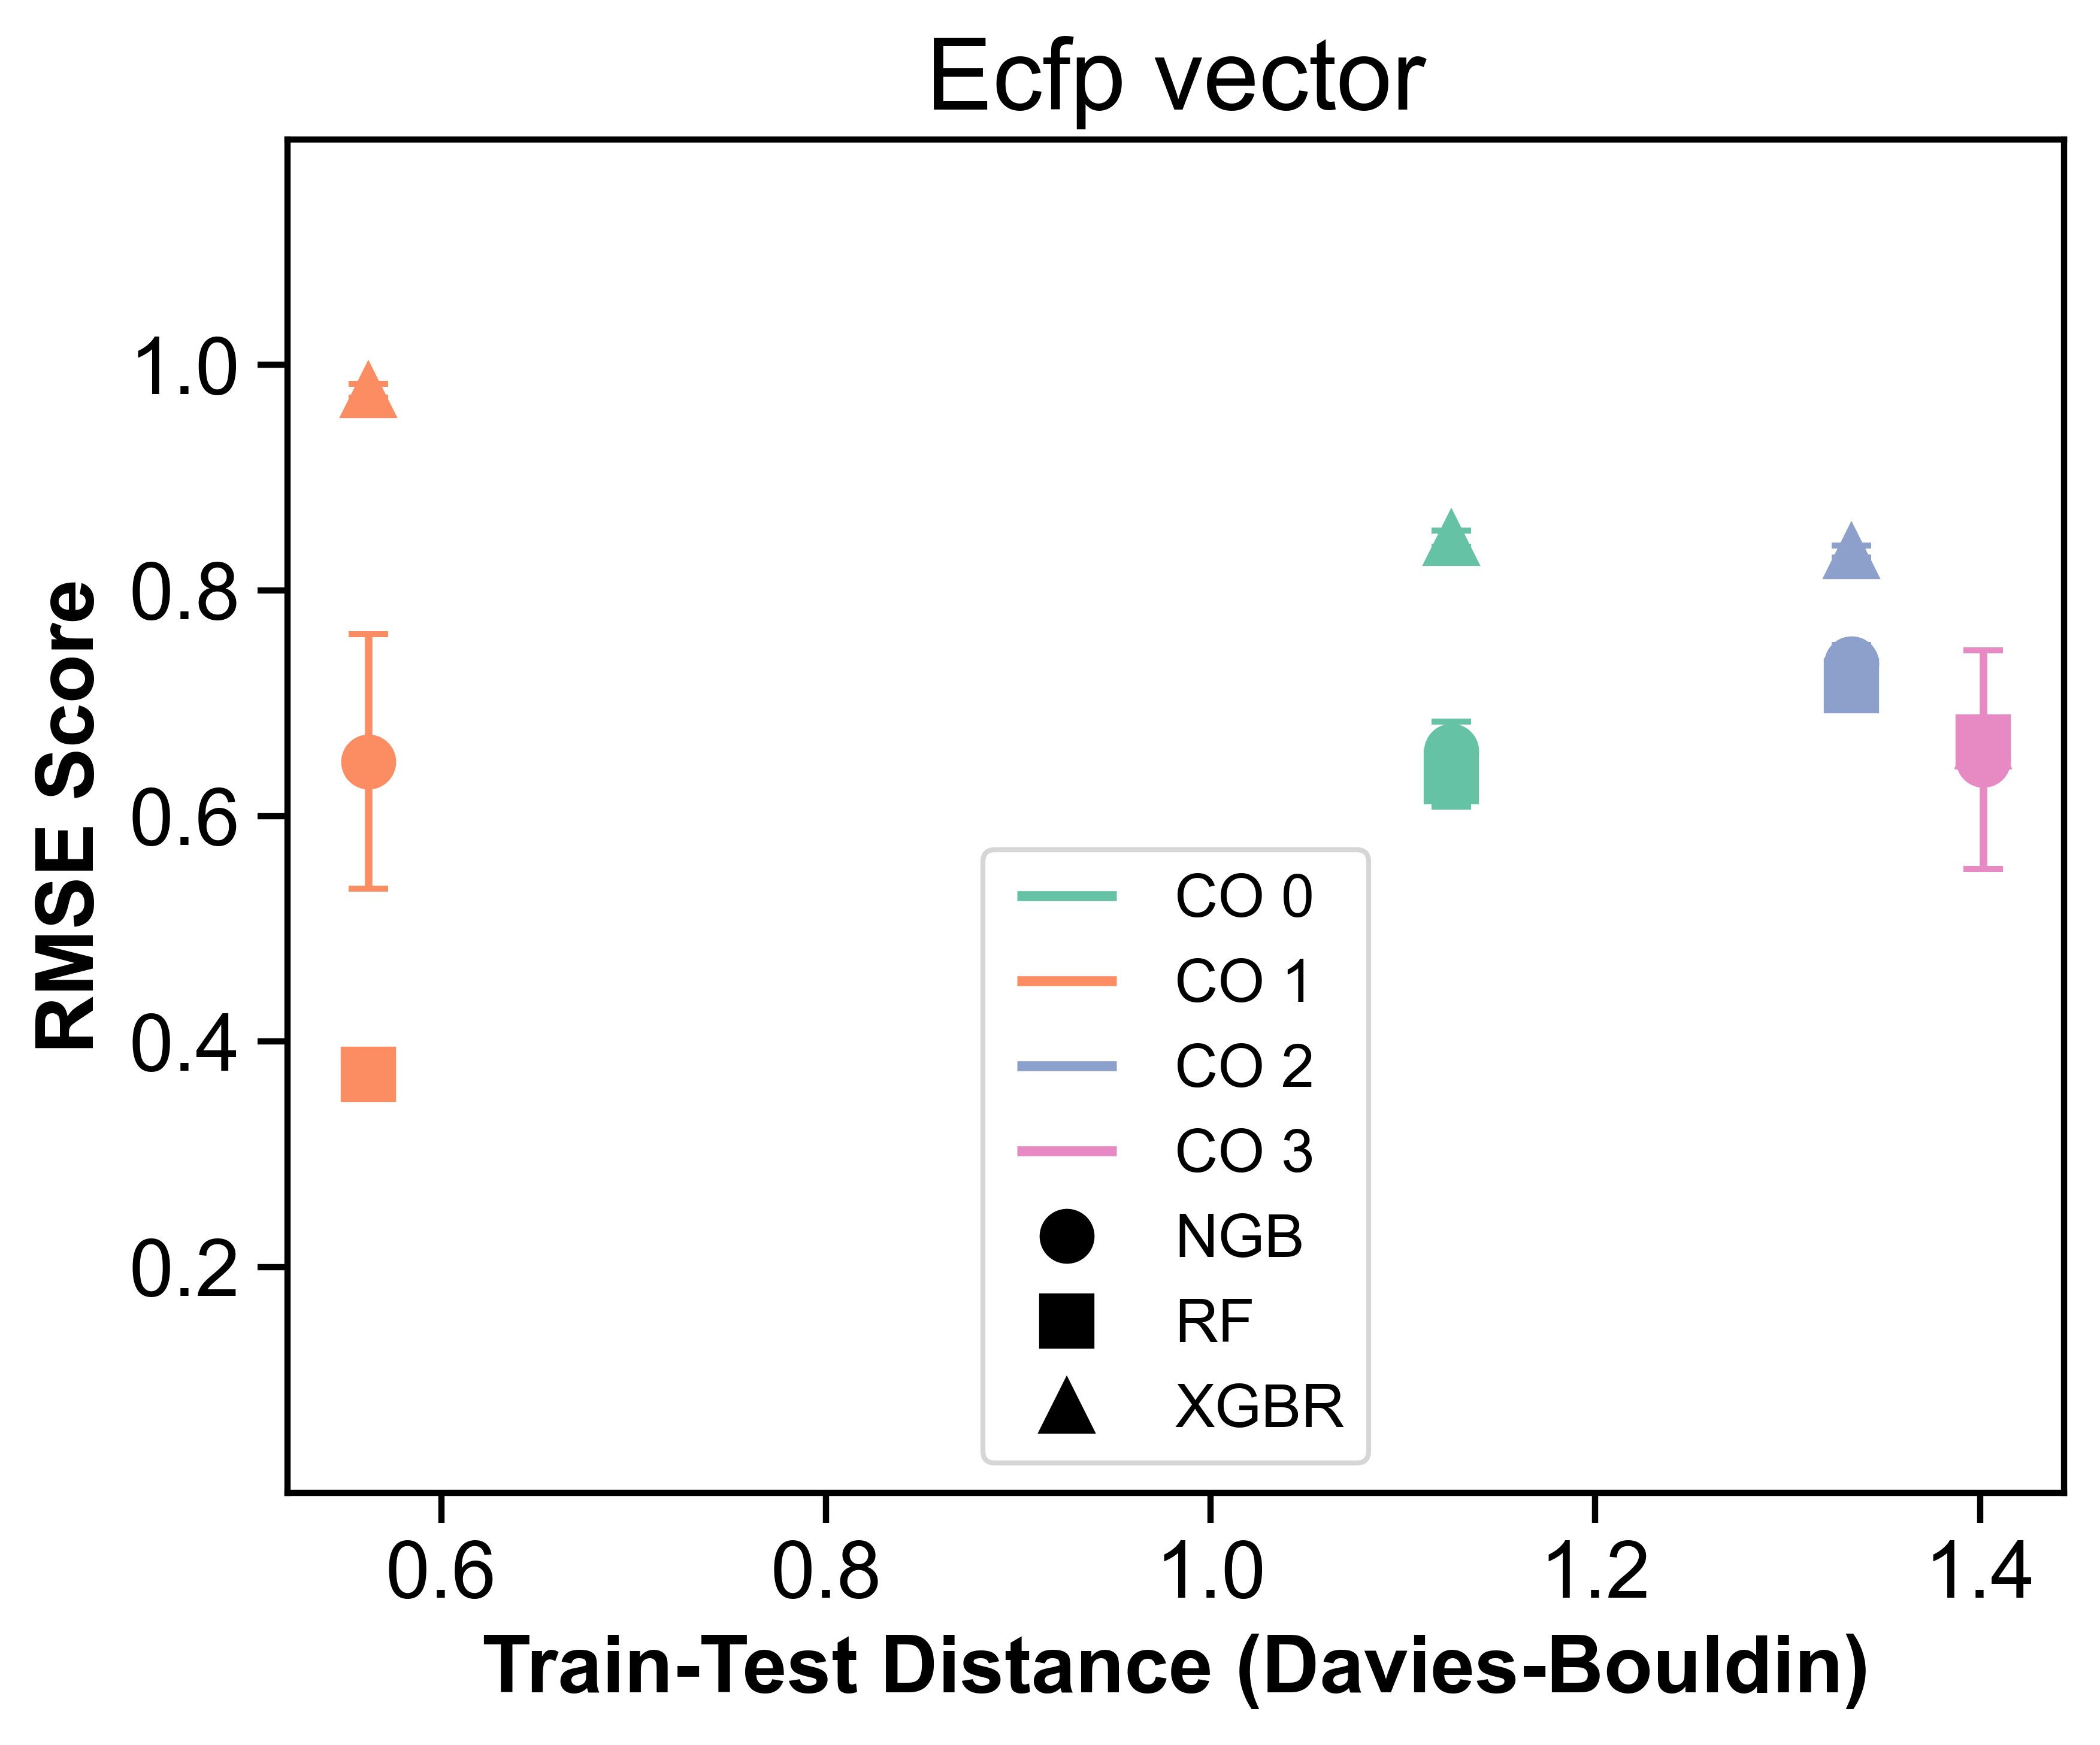 Ecfp vector
RMSE Score
1.0
0.8
0.6
0.4
0.2
CO 0
CO 1
CO 2
CO 3
NGB
RF
XGBR
0.6 0.8 1.0 1.2 1.4
Train-Test Distance (Davies-Bouldin)